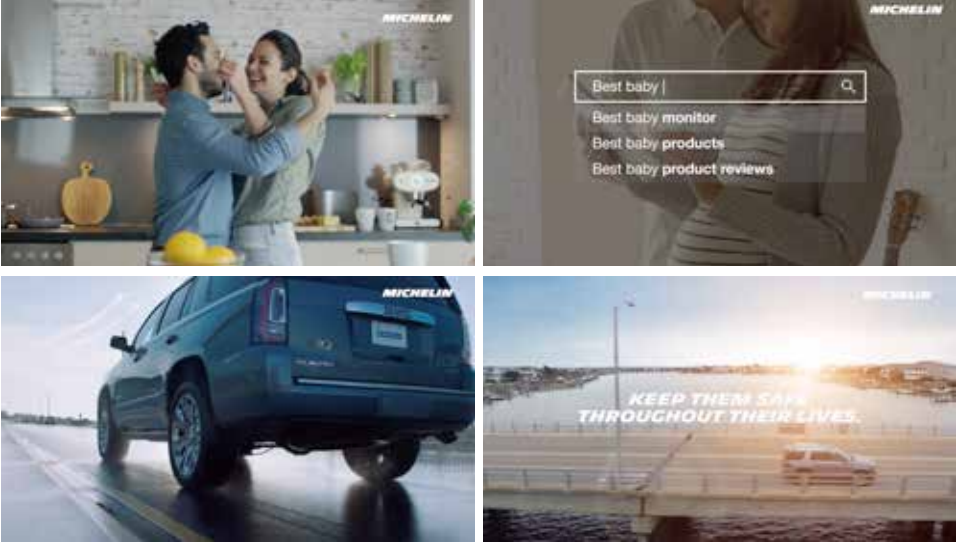 MICHELIN
MICHELIN
Best baby
Best baby monitor
Best baby products
Best baby product reviews
MICHELIN
MICHELIN
KEEP THEM SAFE
THROUGHOUT THEIR LIVES.